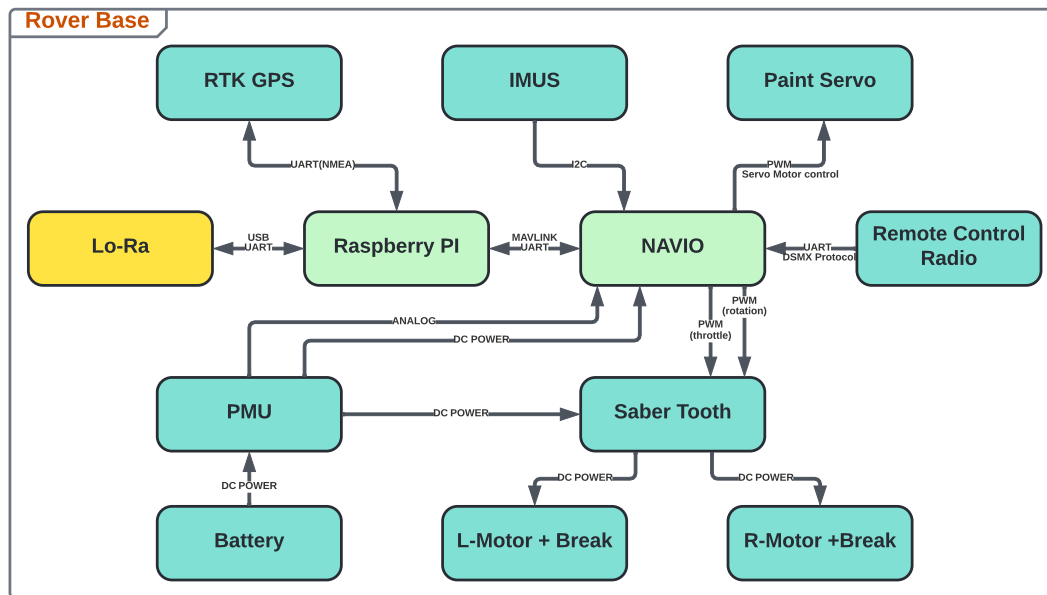 Rover Base
RTK GPS
IMUS
Paint Servo
UART(NMEA)
I2C
PWM
Servo Motor control
Lo-Ra
USB
UART
Raspberry PI
MAVLINK
UART
NAVIO
UART
DSMX Protocol
Remote Control
Radio
ANALOG
DC POWER
PWM
(throttle)
PWM
(rotation)
PMU
DC POWER
Saber Tooth
DC POWER
DC POWER
DC POWER
Battery
L-Motor + Break
R-Motor +Break